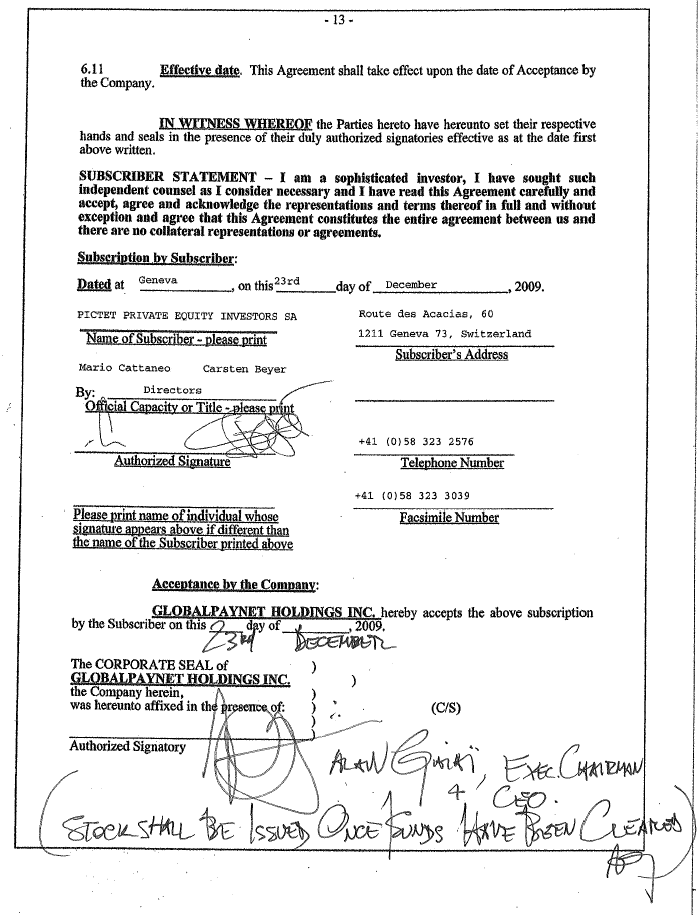 - 13 -
6.11 Effective date. This Agreement shall take effect upon the date of Acceptance by
the Company.
IN WITNESS WHEREOF the Parties hereto have hereunto set their respective
hands and seals in the presence of their duly authorized signatories effective as at the date first
above written.
SUBSCRIBER STATEMENT – I am a sophisticated investor, I have sought such
independent counsel as I consider necessary and I have read this Agreement carefully and
accept, agree and acknowledge the representations and terms thereof in full and without
exception and agree that this Agreement constitutes the entire agreement between us and
there are no collateral representations or agreements.
Subscription by Subscriber:
Dated at Geneva, on this 23rd day of December, 2009.
PICTET PRIVATE EQUITY INVESTORS SA
Name of Subscriber - please print
Route des Acacias, 60
1211 Geneva 73, Switzerland
Subscriber's Address
Mario Cattaneo Carsten Beyer
By: Directors
Official Capacity or Title - please print
Authorized Signature
+41 (0)58 323 2576
Telephone Number
+41 (0)58 323 3039
Facsimile Number
Please print name of individual whose
signature appears above if different than
the name of the Subscriber printed above
Acceptance by the Company:
GLOBALPAYNET HOLDINGS INC. hereby accepts the above subscription
by the Subscriber on this 23rd day of DECEMBER, 2009.
The CORPORATE SEAL of )
GLOBALPAYNET HOLDINGS INC. )
the Company herein, )
was hereunto affixed in the presence of: )
)
(C/S)
Authorized Signatory
ALAN EXEC. CHAIRMAN
CEO.
(STOCK SHALL BE ISSUED ONCE FUNDS HAVE BEEN CLEARED)